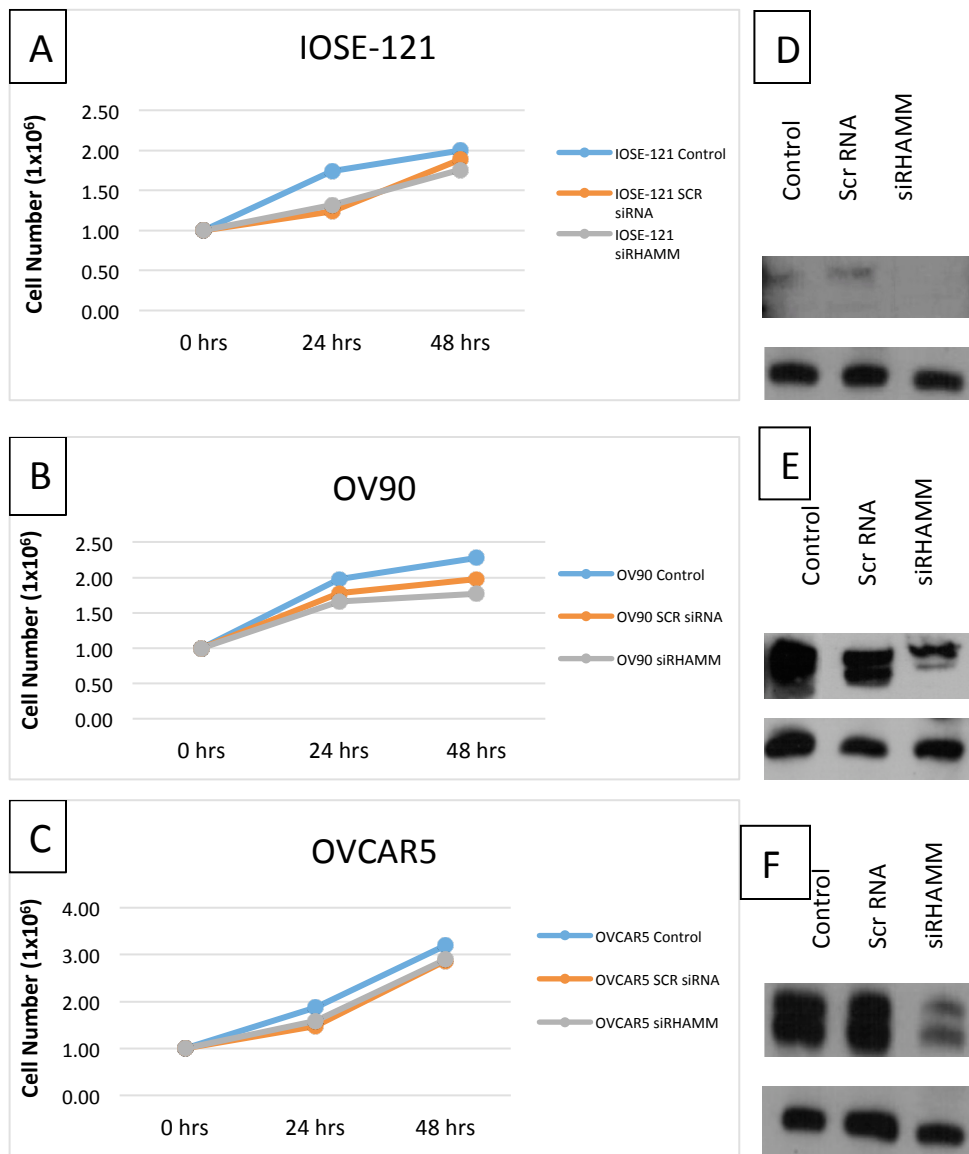 A
IOSE-121
Cell Number (1x10⁶)
2.50
2.00
1.50
1.00
0.50
0.00
0 hrs 24 hrs 48 hrs
IOSE-121 Control
IOSE-121 SCR
siRNA
IOSE-121
siRHAMM
D
Control
Scr RNA
siRHAMM
B
OV90
Cell Number (1x10⁶)
2.50
2.00
1.50
1.00
0.50
0.00
0 hrs 24 hrs 48 hrs
OV90 Control
OV90 SCR siRNA
OV90 siRHAMM
E
Control
Scr RNA
siRHAMM
C
OVCAR5
Cell Number (1x10⁶)
4.00
3.00
2.00
1.00
0.00
0 hrs 24 hrs 48 hrs
OVCAR5 Control
OVCAR5 SCR siRNA
OVCAR5 siRHAMM
F
Control
Scr RNA
siRHAMM